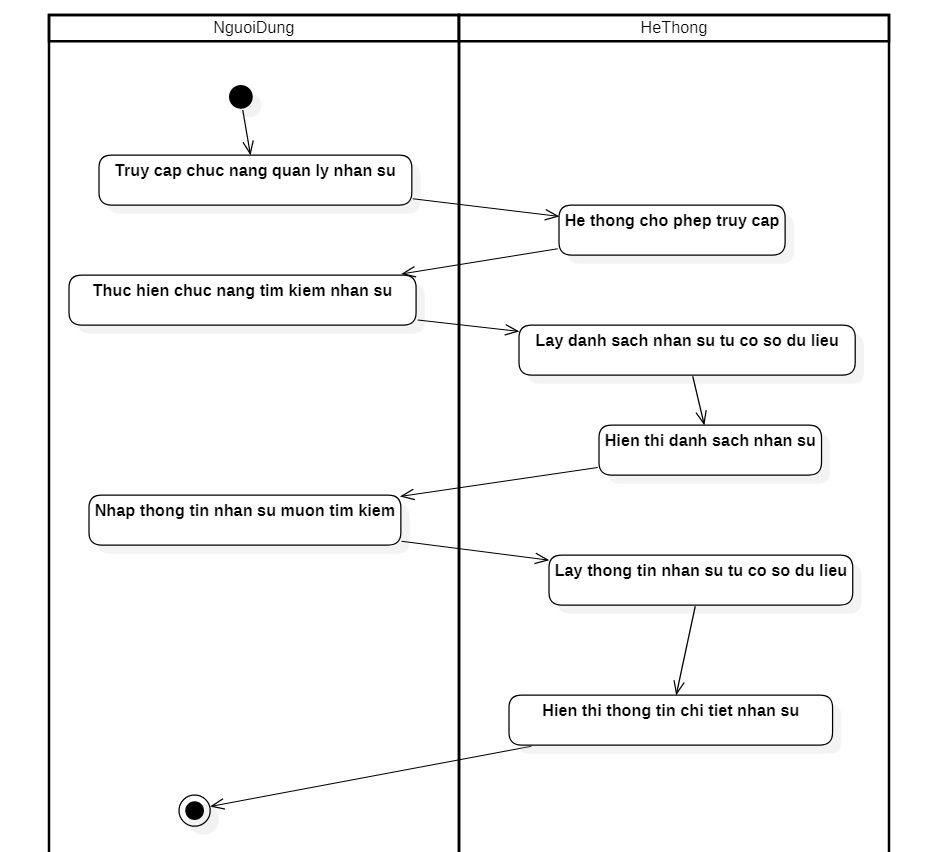 NguoiDung
HeThong
Truy cap chuc nang quan ly nhan su
He thong cho phep truy cap
Thuc hien chuc nang tim kiem nhan su
Lay danh sach nhan su tu co so du lieu
Hien thi danh sach nhan su
Nhap thong tin nhan su muon tim kiem
Lay thong tin nhan su tu co so du lieu
Hien thi thong tin chi tiet nhan su